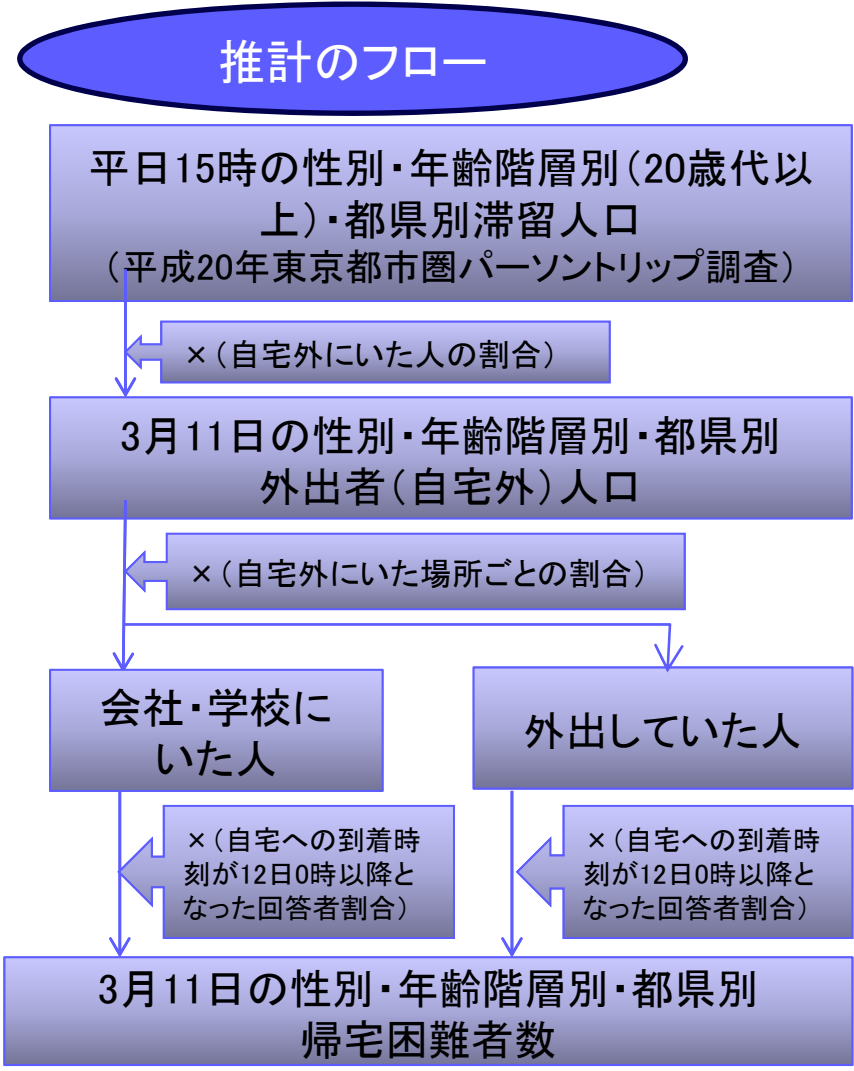 推計のフロー
平日15時の性別・年齢階層別（20歳代以
上）・都県別滞留人口
（平成20年東京都市圏パーソントリップ調査）
×（自宅外にいた人の割合）
3月11日の性別・年齢階層別・都県別
外出者（自宅外）人口
×（自宅外にいた場所ごとの割合）
会社・学校に
いた人
外出していた人
×（自宅への到着時
刻が12日0時以降と
なった回答者割合）
×（自宅への到着時
刻が12日0時以降と
なった回答者割合）
3月11日の性別・年齢階層別・都県別
帰宅困難者数